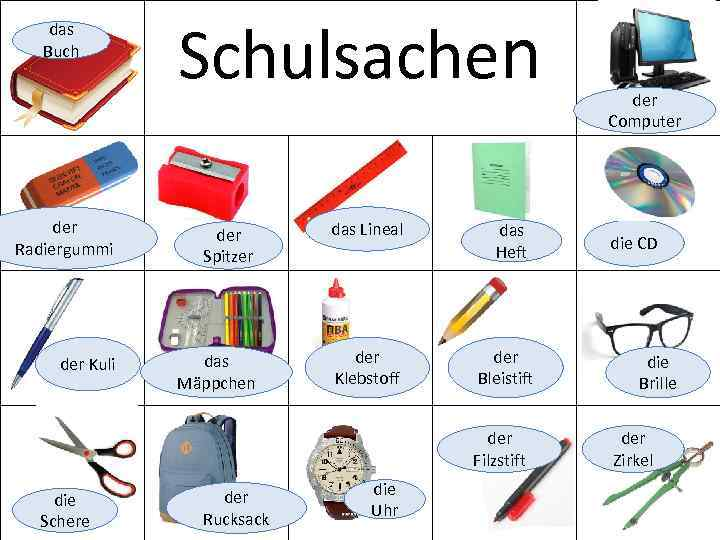 das
Buch
Schulsachen
der
Computer
der
Radiergummi
der
Spitzer
das Lineal
das
Heft
die CD
der Kuli
das
Mäppchen
ПВА
der
Klebstoff
der
Bleistift
die
Brille
die
Schere
der
Rucksack
die
Uhr
der
Filzstift
der
Zirkel